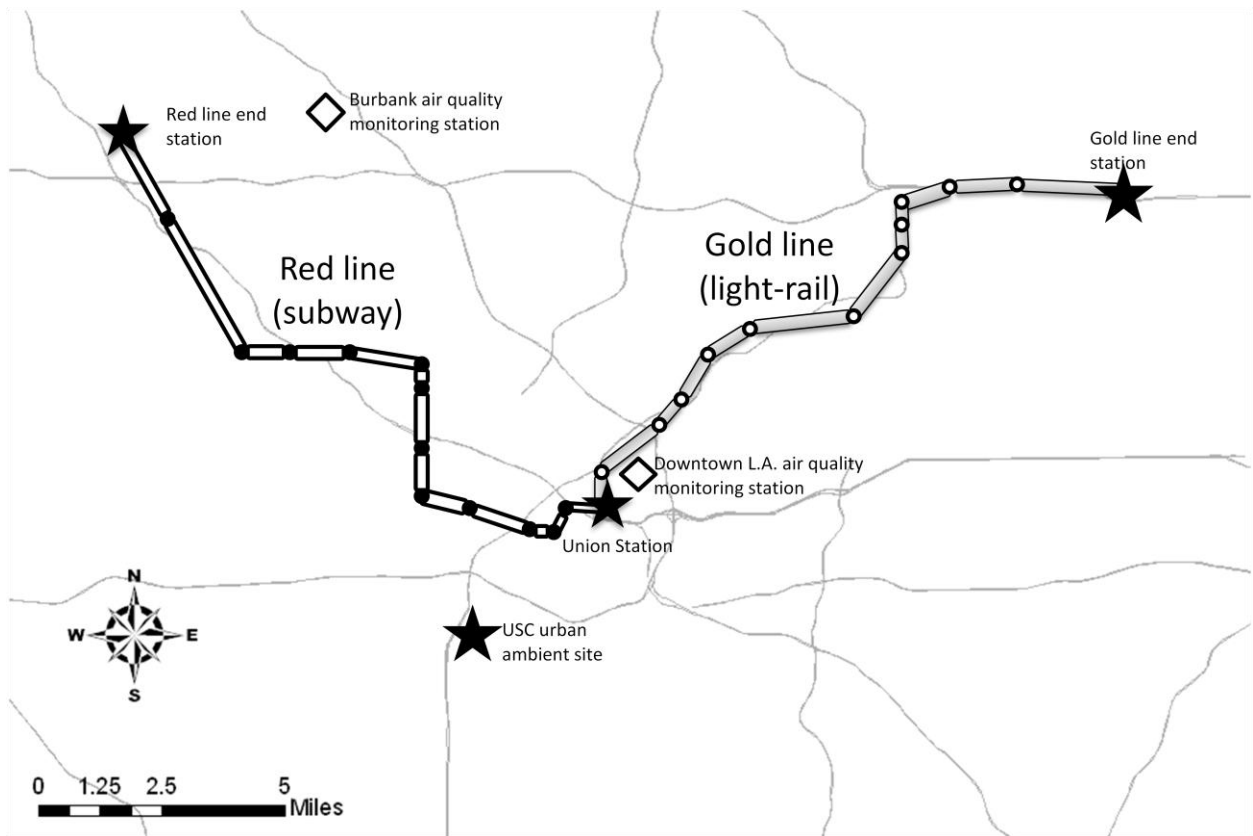 Red line end
station
Burbank air quality
monitoring station
Gold line end
station
Red line
(subway)
Gold line
(light-rail)
Downtown L.A. air quality
monitoring station
Union Station
USC urban
ambient site
N
W E
S
0 1.25 2.5 5
Miles